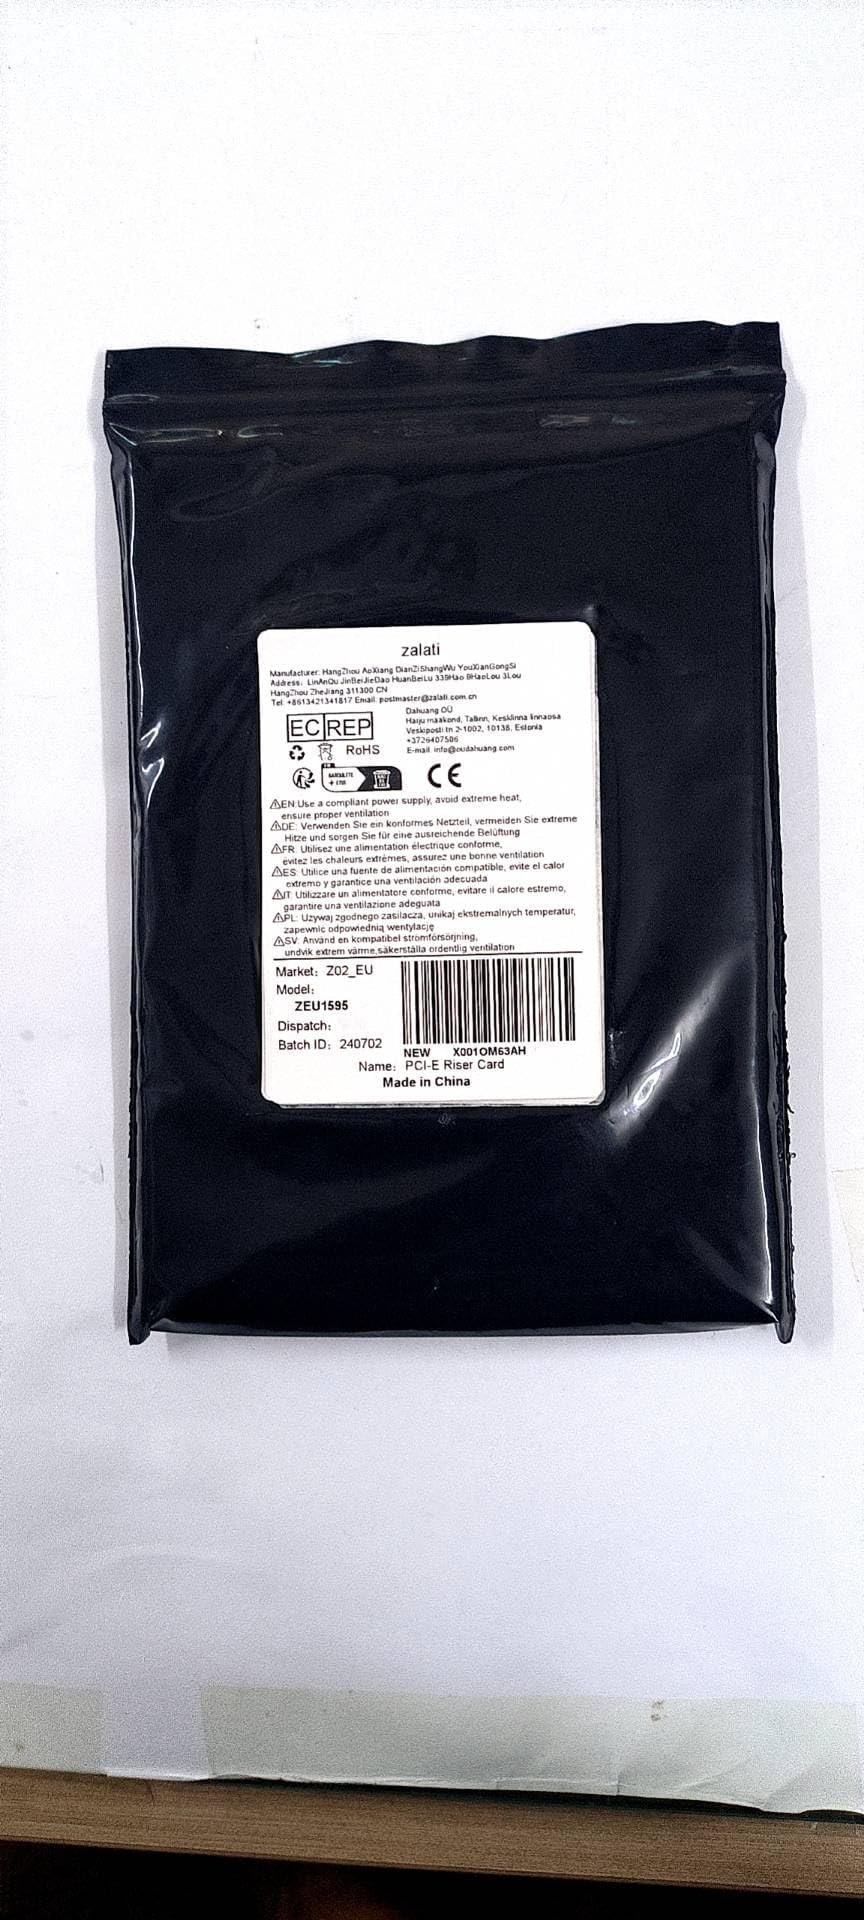 zalati
Manufacturer: HangZhou AoXiang DianZiShangWu YouXianGongSi
Address: LinAnQu JinBeiJieDao HuanBeiLu 339Hao 9HaoLou 3Lou
HangZhou ZheJiang 311300 CN
Tel: +8613421341817 Email: postmaster@zalati.com.cn
EC REP
Dahuang OÜ
Harju maakond, Tallinn, Kesklinna linnaosa
Veskiposti tn 2-1002, 10138, Estonia
+3726407506
E-mail: info@oudahuang.com
RoHS
FR
CE
⚠EN:Use a compliant power supply, avoid extreme heat,
ensure proper ventilation
⚠DE: Verwenden Sie ein konformes Netzteil, vermeiden Sie extreme
Hitze und sorgen Sie für eine ausreichende Belüftung
⚠FR: Utilisez une alimentation électrique conforme,
évitez les chaleurs extrêmes, assurez une bonne ventilation
⚠ES: Utilice una fuente de alimentación compatible, evite el calor
extremo y garantice una ventilación adecuada
⚠IT: Utilizzare un alimentatore conforme, evitare il calore estremo,
garantire una ventilazione adeguata
⚠PL: Używaj zgodnego zasilacza, unikaj ekstremalnych temperatur,
zapewnić odpowiednią wentylację
⚠SV: Använd en kompatibel strömförsörjning,
undvik extrem värme,säkerställa ordentlig ventilation
Market: Z02_EU
Model:
ZEU1595
Dispatch:
Batch ID: 240702
NEW X001OM63AH
Name: PCI-E Riser Card
Made in China